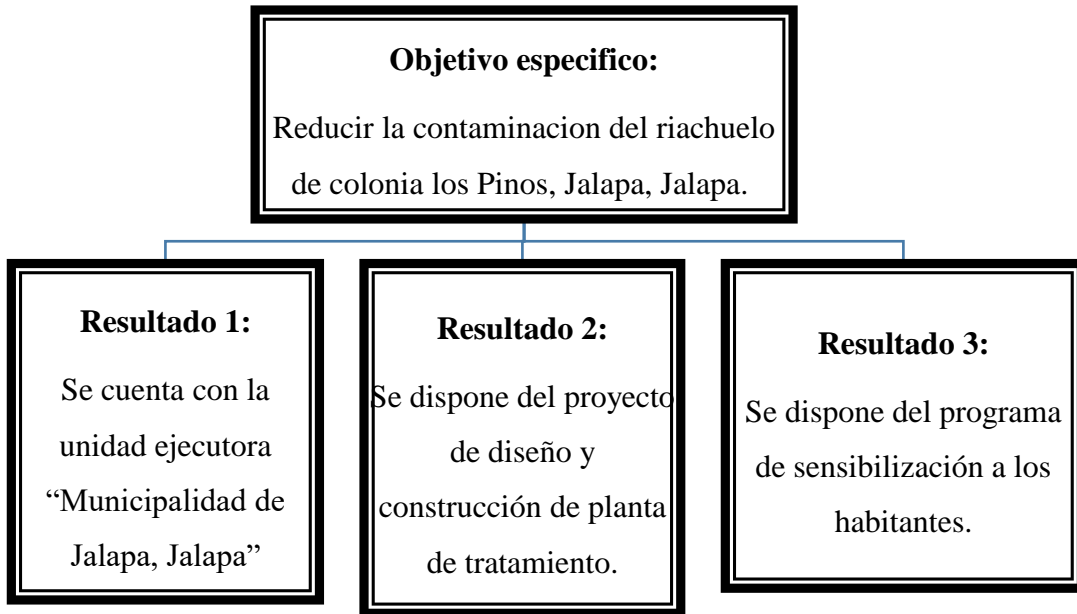 Objetivo especifico:
Reducir la contaminacion del riachuelo
de colonia los Pinos, Jalapa, Jalapa.
Resultado 1:
Se cuenta con la
unidad ejecutora
“Municipalidad de
Jalapa, Jalapa”
Resultado 2:
Se dispone del proyecto
de diseño y
construcción de planta
de tratamiento.
Resultado 3:
Se dispone del programa
de sensibilización a los
habitantes.